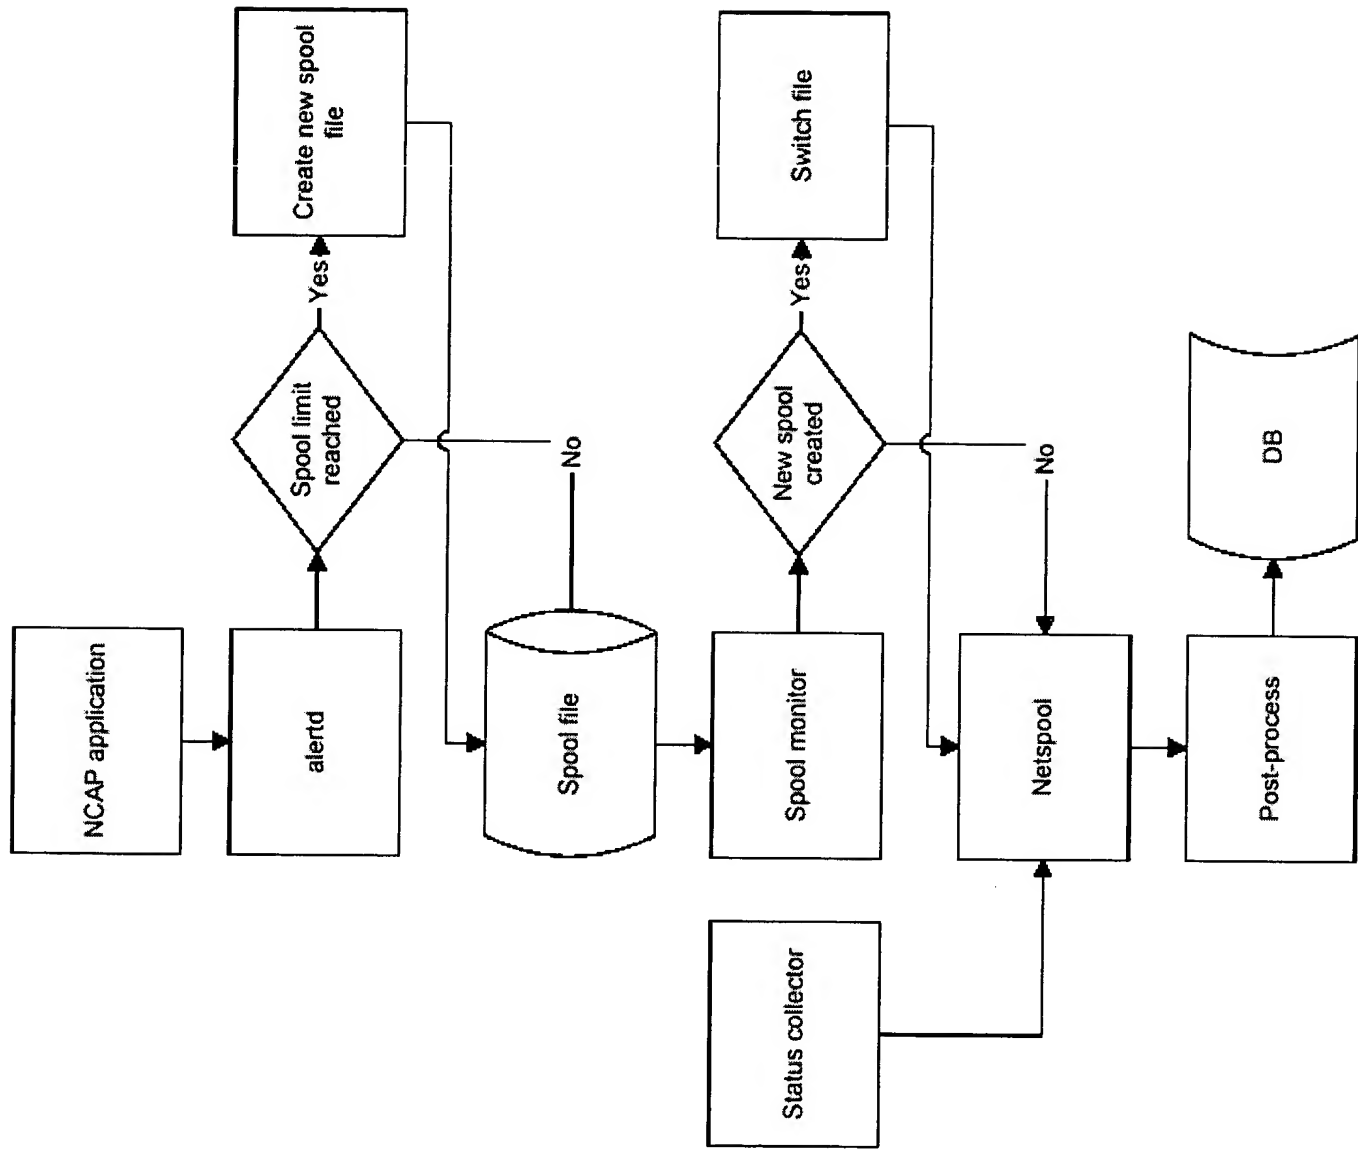 NCAP application
alertd
Spool limit
reached
Yes
Create new spool
file
No
Spool file
Spool monitor
New spool
created
Yes
Switch file
No
Status collector
Netspool
Post-process
DB